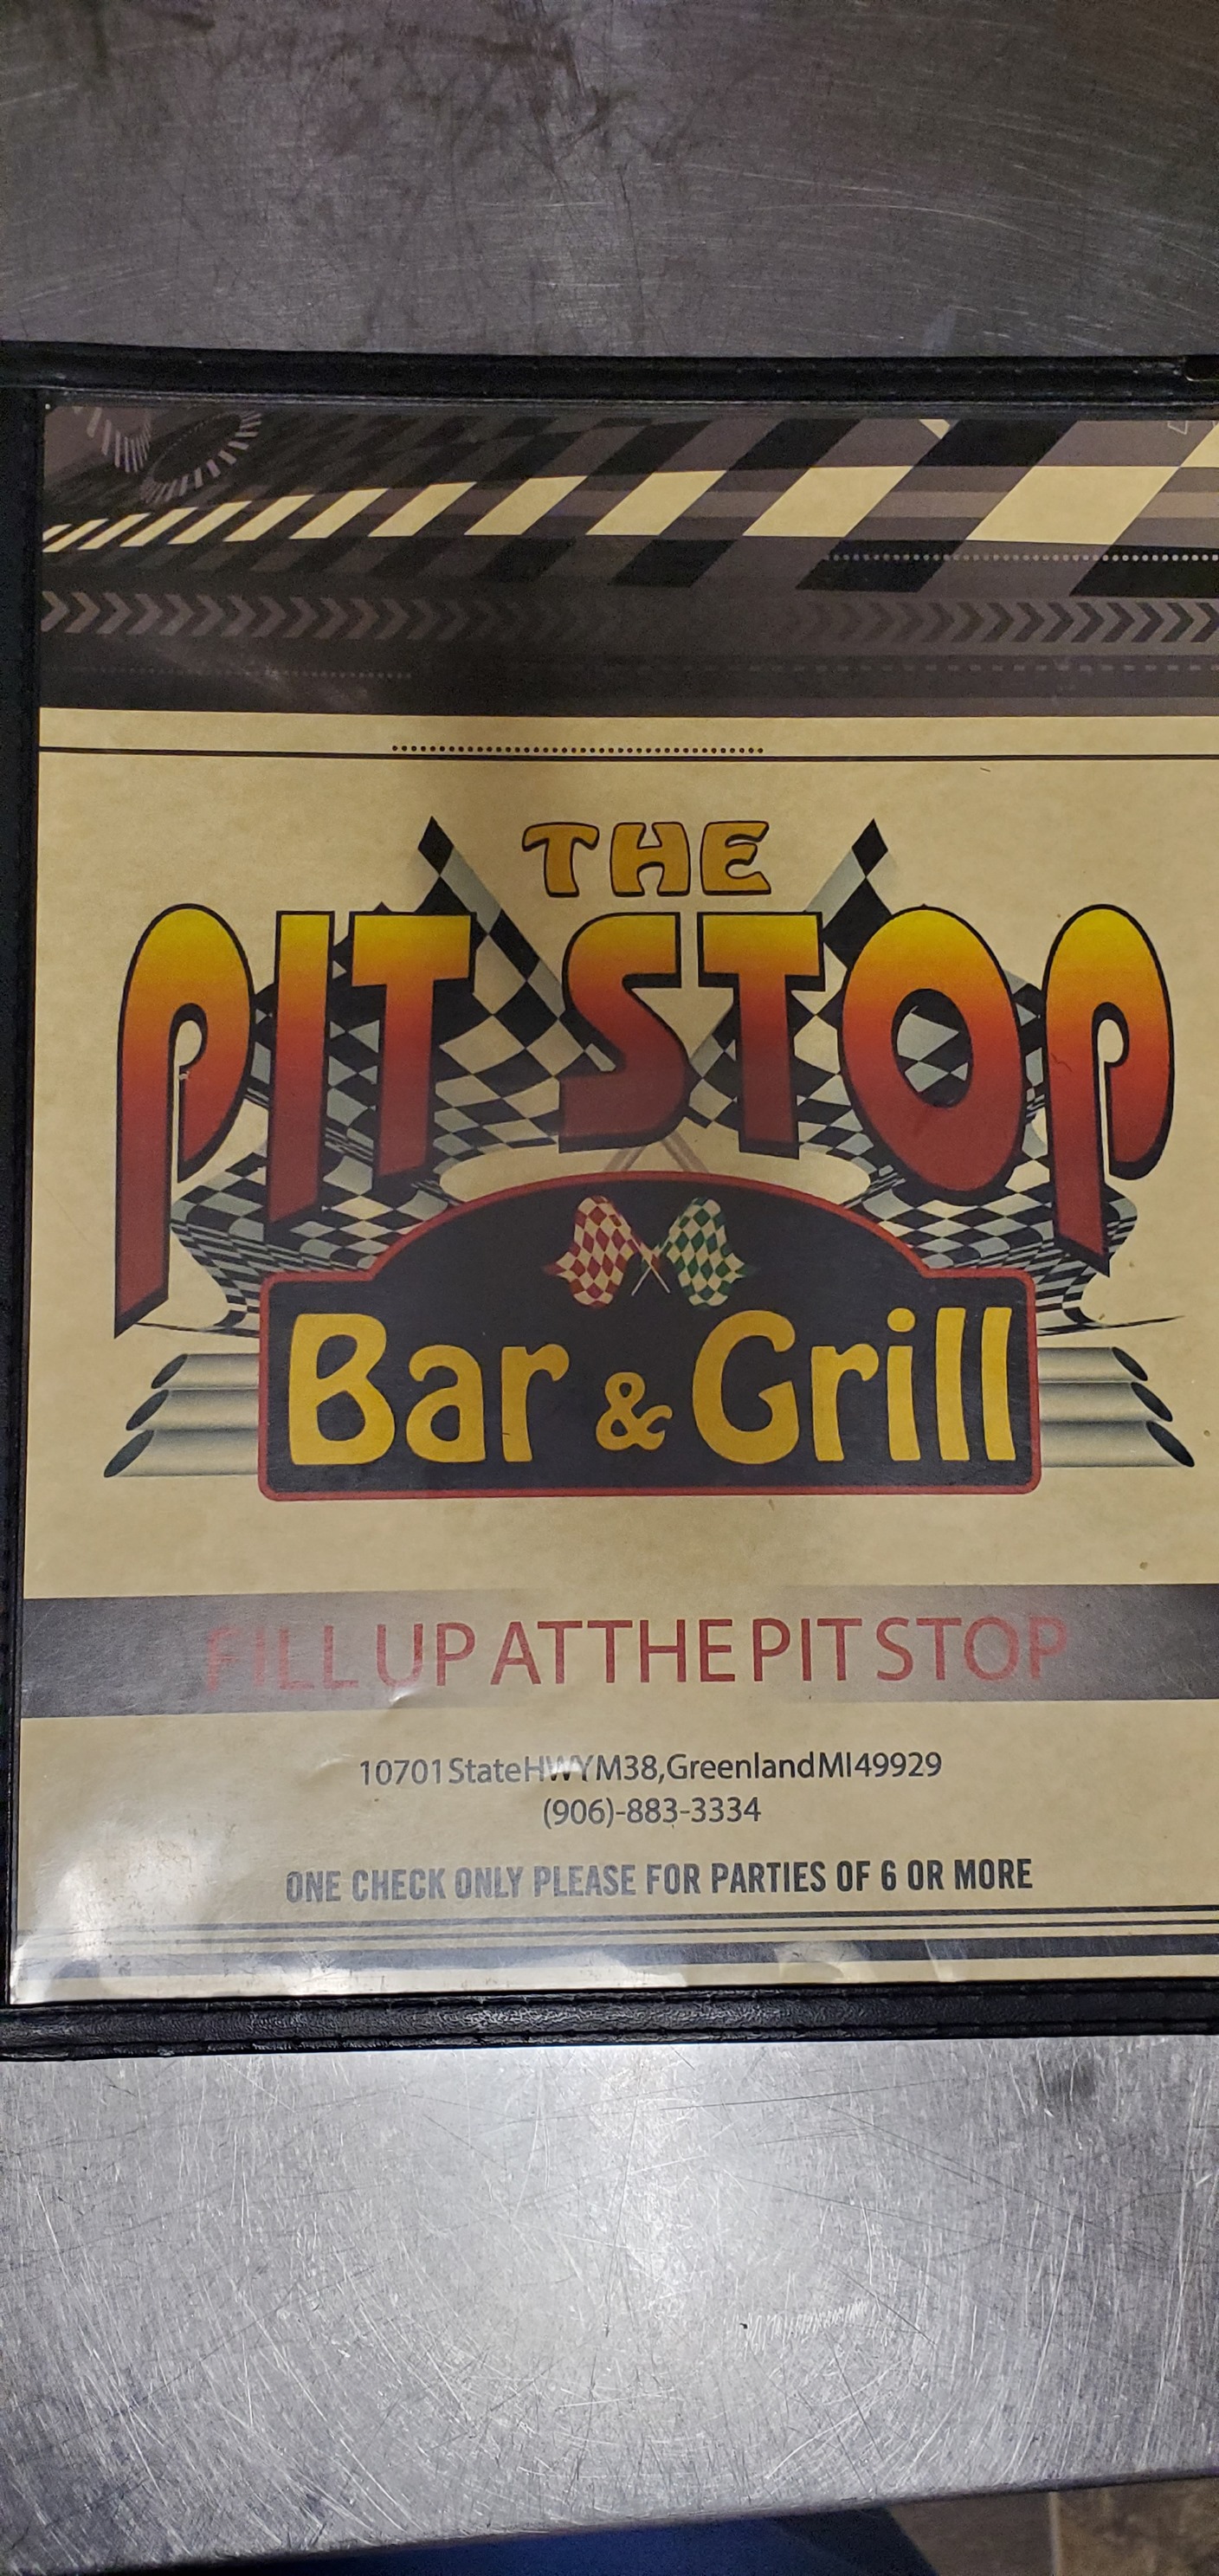 THE
PIT STOP
Bar & Grill
FILL UP AT THE PIT STOP
10701 State HWY M38, Greenland MI 49929
(906)-883-3334
ONE CHECK ONLY PLEASE FOR PARTIES OF 6 OR MORE